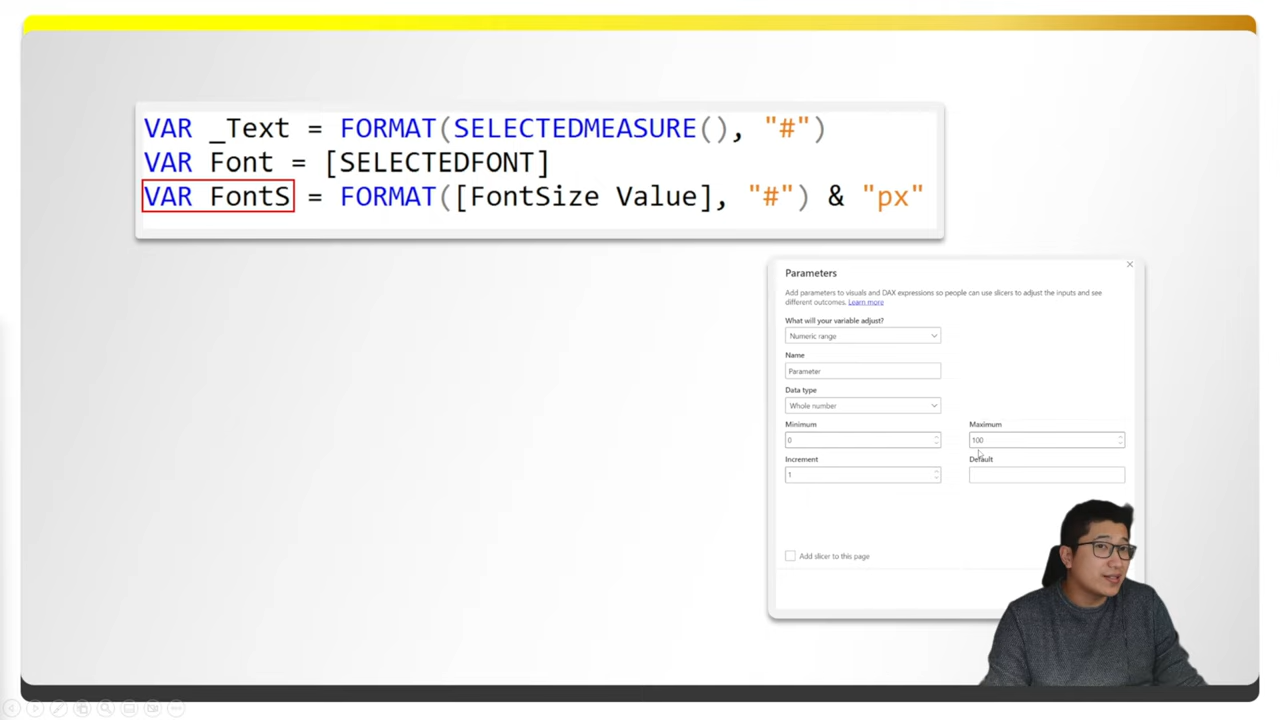 VAR _Text = FORMAT(SELECTEDMEASURE(), "#")
VAR Font = [SELECTEDFONT]
VAR FontS = FORMAT([FontSize Value], "#") & "px"
Parameters
Add parameters to visuals and DAX expressions so people can use slicers to adjust the inputs and see
different outcomes. Learn more
What will your variable adjust?
Numeric range
Name
Parameter
Data type
Whole number
Minimum
Maximum
0
100
Increment
Default
1
Add slicer to this page